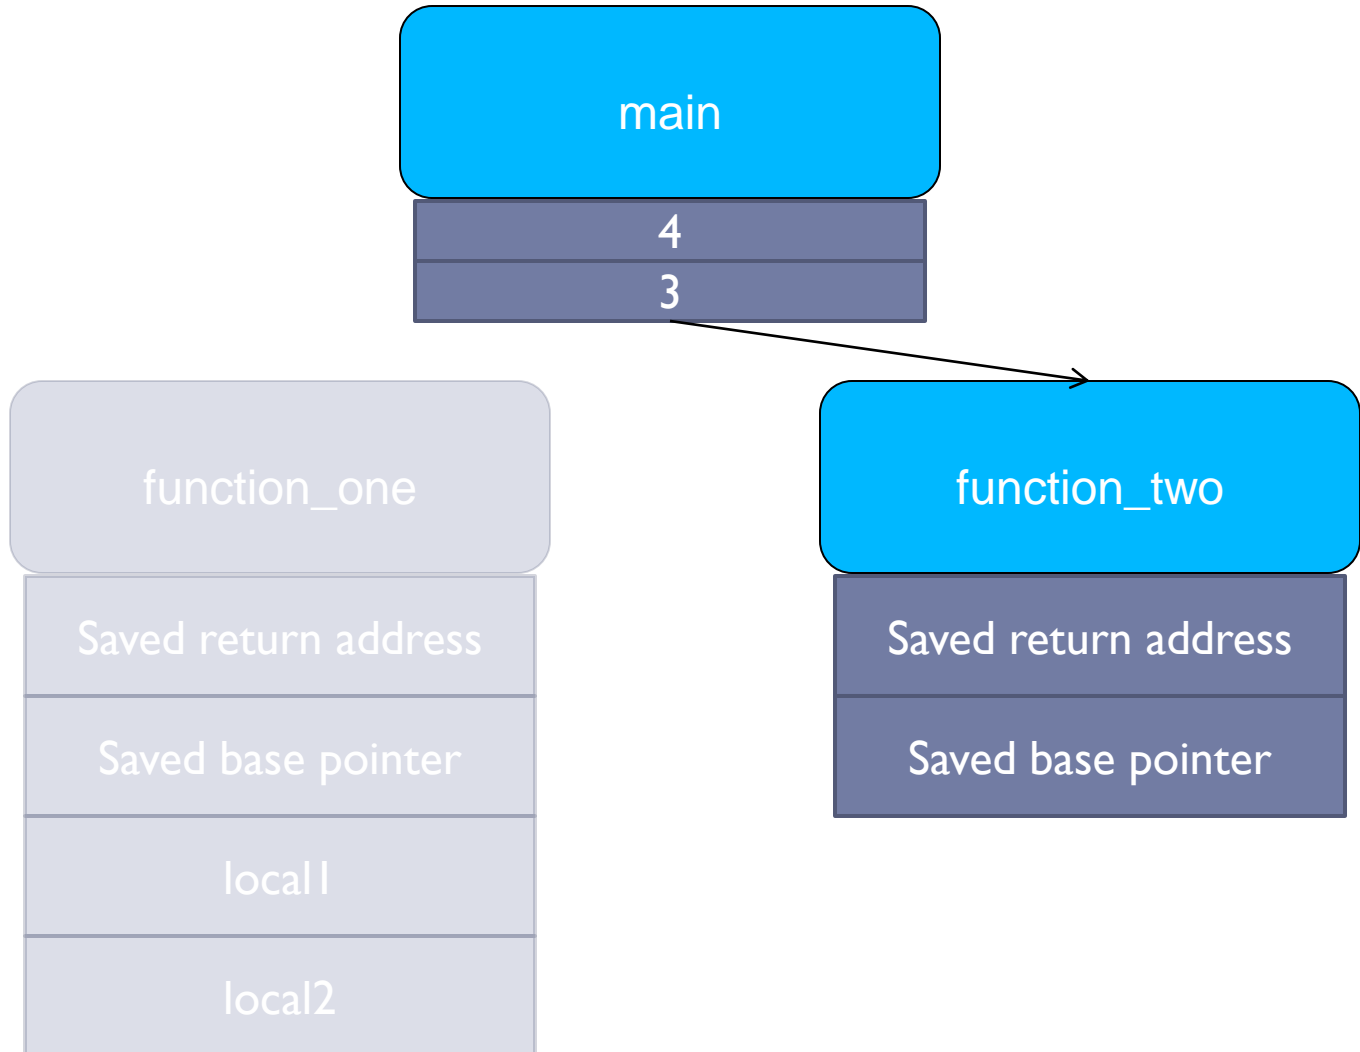 main
4
3
function_one
Saved return address
Saved base pointer
local1
local2
function_two
Saved return address
Saved base pointer